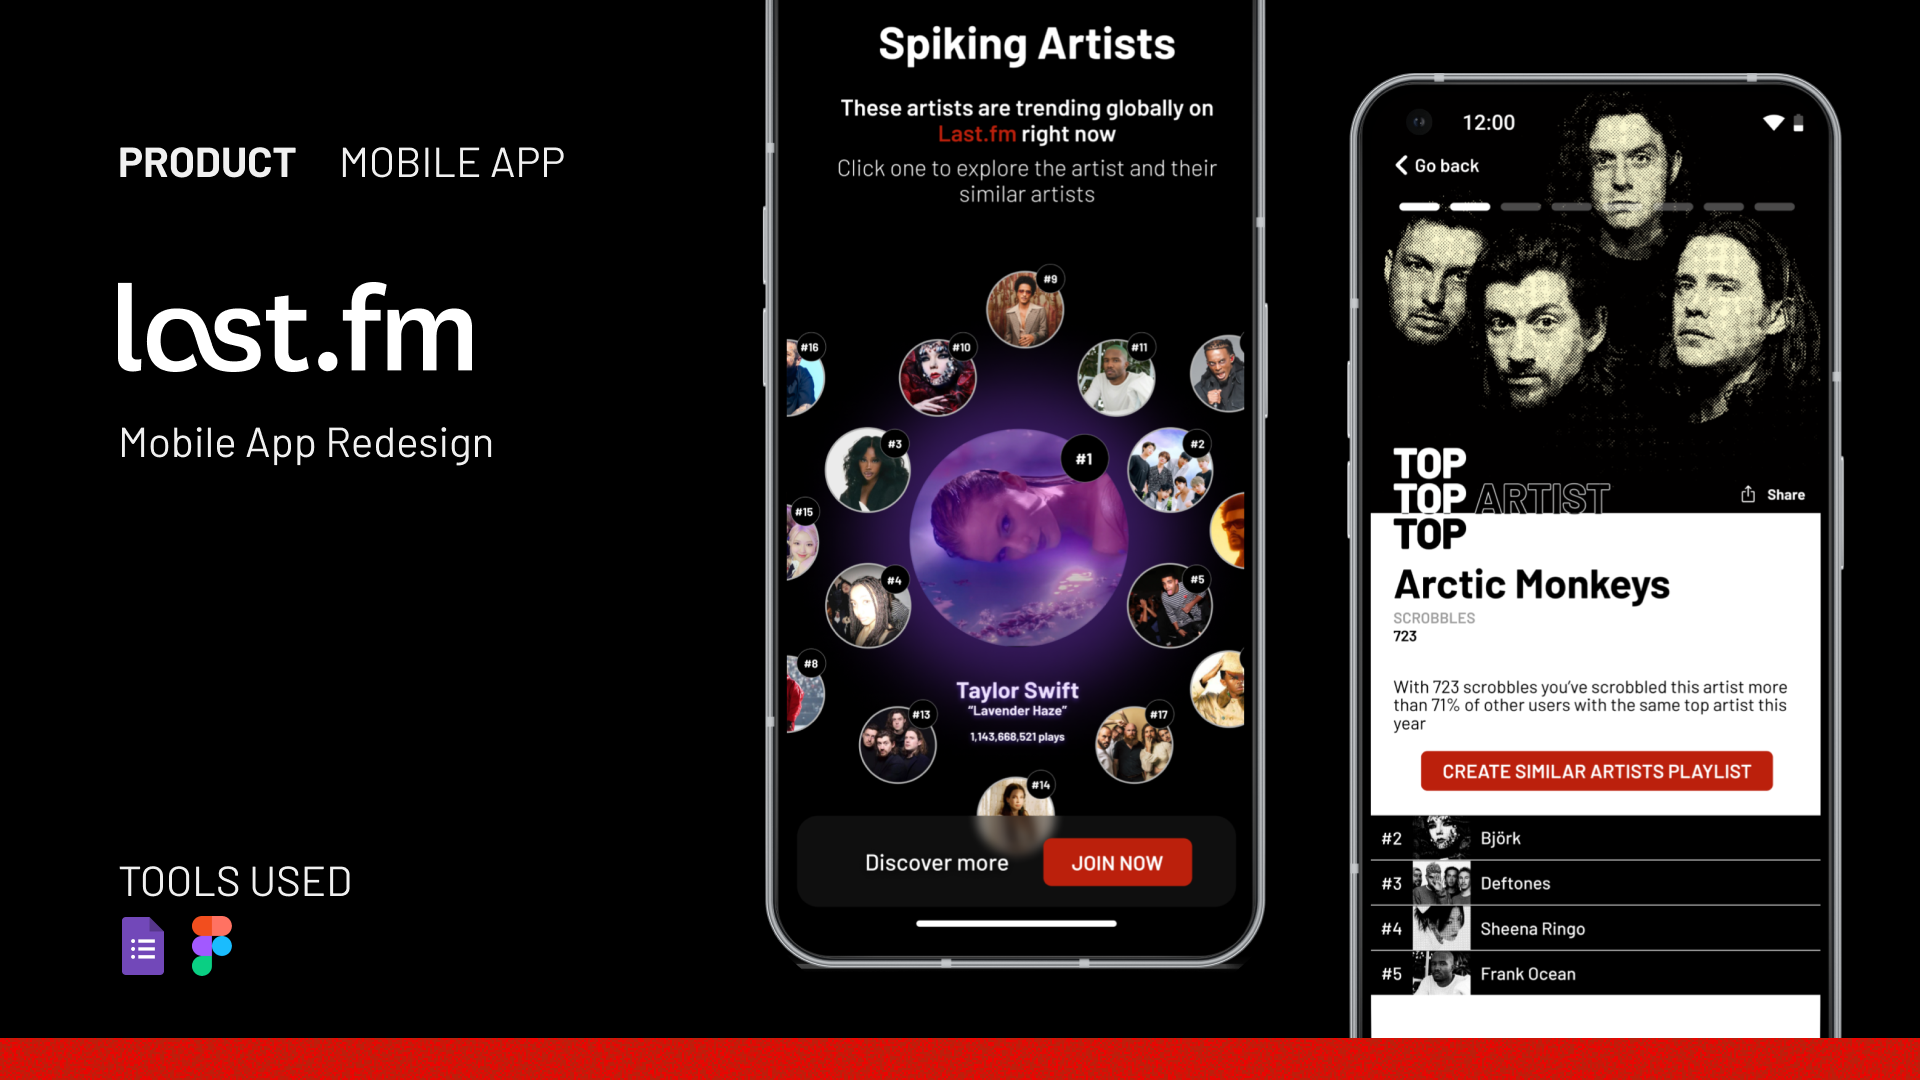 PRODUCT MOBILE APP
last.fm
Mobile App Redesign
TOOLS USED
Spiking Artists
These artists are trending globally on
Last.fm right now
Click one to explore the artist and their
similar artists
#9
#16
#10
#11
#3
#1
#2
#15
#4
#5
#8
Taylor Swift
“Lavender Haze”
1,143,668,521 plays
#13
#17
#14
Discover more
JOIN NOW
12:00
Go back
TOP
TOP ARTIST
TOP
Share
Arctic Monkeys
SCROBBLES
723
With 723 scrobbles you’ve scrobbled this artist more
than 71% of other users with the same top artist this
year
CREATE SIMILAR ARTISTS PLAYLIST
#2 Björk
#3 Deftones
#4 Sheena Ringo
#5 Frank Ocean